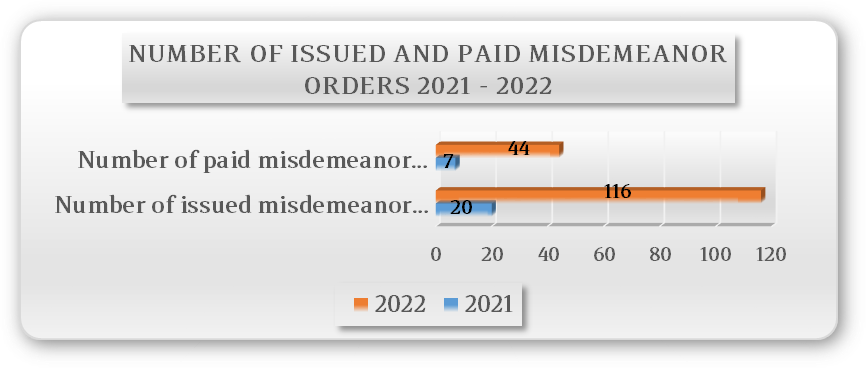 NUMBER OF ISSUED AND PAID MISDEMEANOR
ORDERS 2021 - 2022
Number of paid misdemeanor...
44
7
Number of issued misdemeanor...
116
20
0 20 40 60 80 100 120
2022 2021